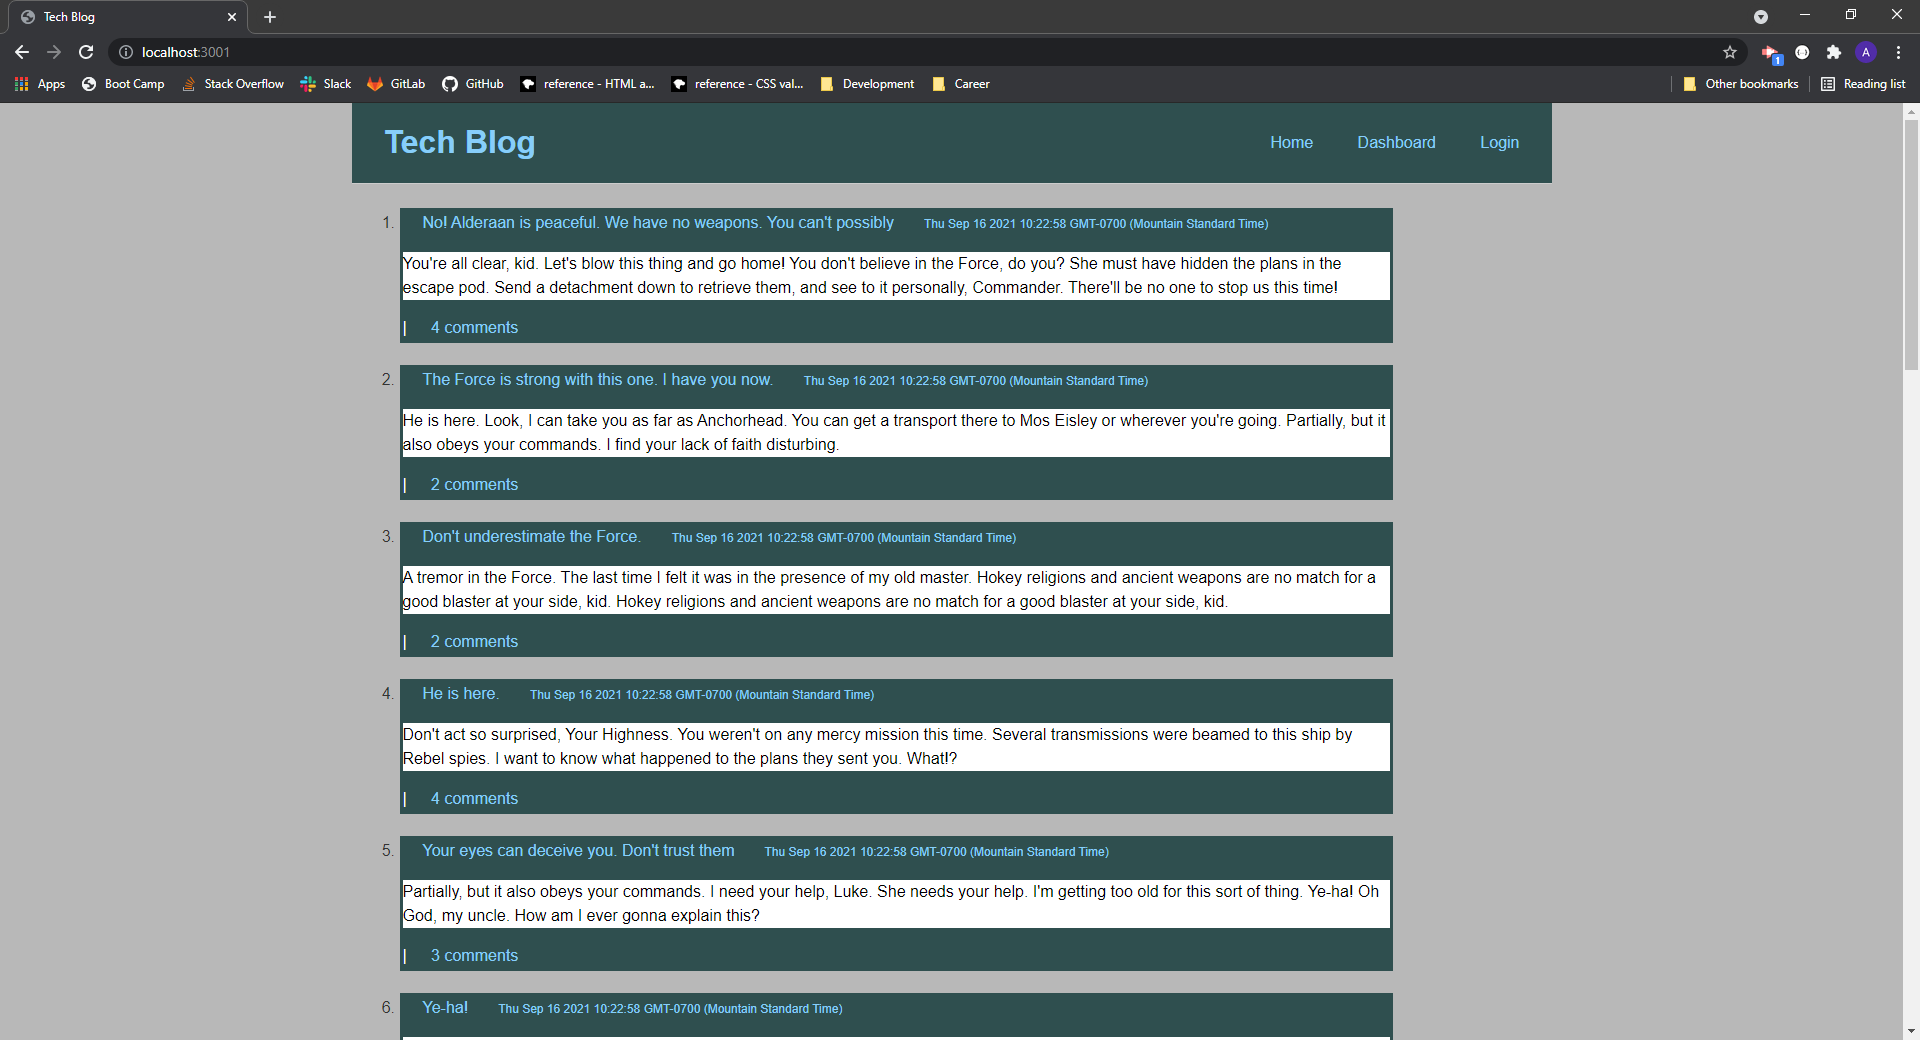 Tech Blog
localhost:3001
1
A
Apps
Boot Camp
Stack Overflow
Slack
GitLab
GitHub
reference - HTML a...
reference - CSS val...
Development
Career
Other bookmarks
Reading list
Tech Blog
Home
Dashboard
Login
1. No! Alderaan is peaceful. We have no weapons. You can't possibly Thu Sep 16 2021 10:22:58 GMT-0700 (Mountain Standard Time)
You're all clear, kid. Let's blow this thing and go home! You don't believe in the Force, do you? She must have hidden the plans in the
escape pod. Send a detachment down to retrieve them, and see to it personally, Commander. There'll be no one to stop us this time!
| 4 comments
2. The Force is strong with this one. I have you now. Thu Sep 16 2021 10:22:58 GMT-0700 (Mountain Standard Time)
He is here. Look, I can take you as far as Anchorhead. You can get a transport there to Mos Eisley or wherever you're going. Partially, but it
also obeys your commands. I find your lack of faith disturbing.
| 2 comments
3. Don't underestimate the Force. Thu Sep 16 2021 10:22:58 GMT-0700 (Mountain Standard Time)
A tremor in the Force. The last time I felt it was in the presence of my old master. Hokey religions and ancient weapons are no match for a
good blaster at your side, kid. Hokey religions and ancient weapons are no match for a good blaster at your side, kid.
| 2 comments
4. He is here. Thu Sep 16 2021 10:22:58 GMT-0700 (Mountain Standard Time)
Don't act so surprised, Your Highness. You weren't on any mercy mission this time. Several transmissions were beamed to this ship by
Rebel spies. I want to know what happened to the plans they sent you. What!?
| 4 comments
5. Your eyes can deceive you. Don't trust them Thu Sep 16 2021 10:22:58 GMT-0700 (Mountain Standard Time)
Partially, but it also obeys your commands. I need your help, Luke. She needs your help. I'm getting too old for this sort of thing. Ye-ha! Oh
God, my uncle. How am I ever gonna explain this?
| 3 comments
6. Ye-ha! Thu Sep 16 2021 10:22:58 GMT-0700 (Mountain Standard Time)